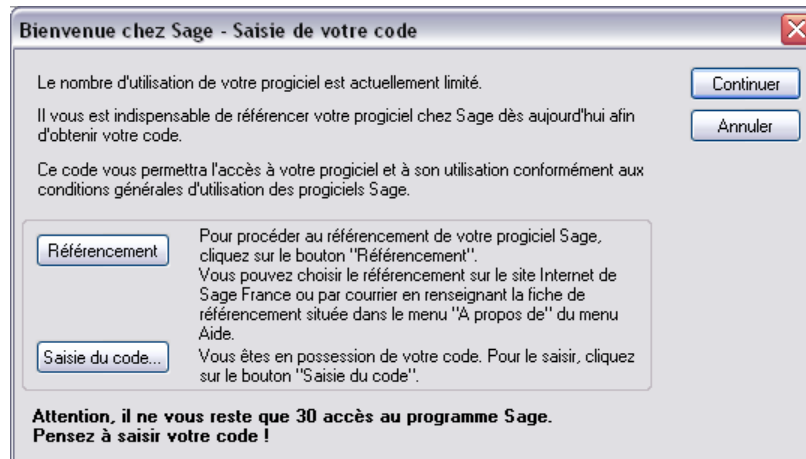 Bienvenue chez Sage - Saisie de votre code
Le nombre d'utilisation de votre progiciel est actuellement limité.
Il vous est indispensable de référencer votre progiciel chez Sage dès aujourd'hui afin
d'obtenir votre code.
Ce code vous permettra l'accès à votre progiciel et à son utilisation conformément aux
conditions générales d'utilisation des progiciels Sage.
Continuer
Annuler
Référencement
Pour procéder au référencement de votre progiciel Sage,
cliquez sur le bouton "Référencement".
Vous pouvez choisir le référencement sur le site Internet de
Sage France ou par courrier en renseignant la fiche de
référencement située dans le menu "A propos de" du menu
Aide.
Saisie du code...
Vous êtes en possession de votre code. Pour le saisir, cliquez
sur le bouton "Saisie du code".
Attention, il ne vous reste que 30 accès au programme Sage.
Pensez à saisir votre code !